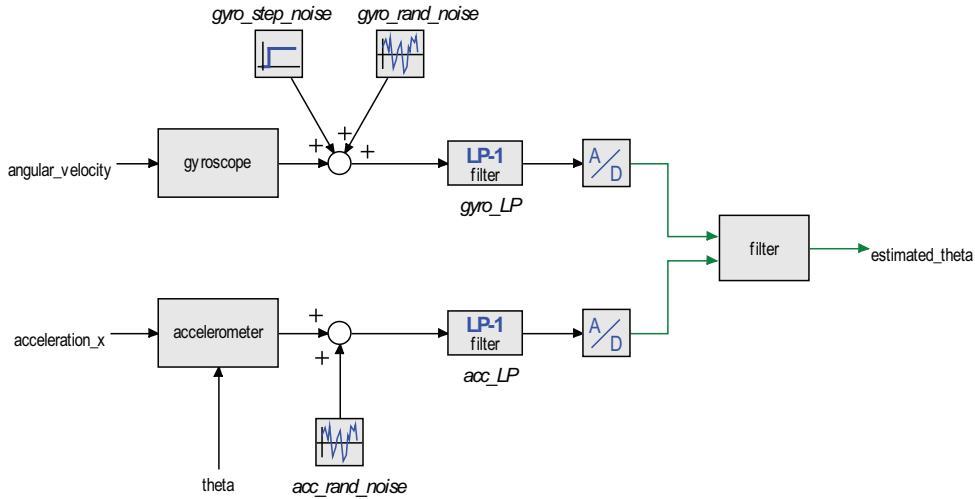 gyro_step_noise
gyro_rand_noise
+
+
+
angular_velocity
gyroscope
LP-1
filter
gyro_LP
A/D
filter
estimated_theta
acceleration_x
accelerometer
+
+
LP-1
filter
acc_LP
A/D
theta
acc_rand_noise